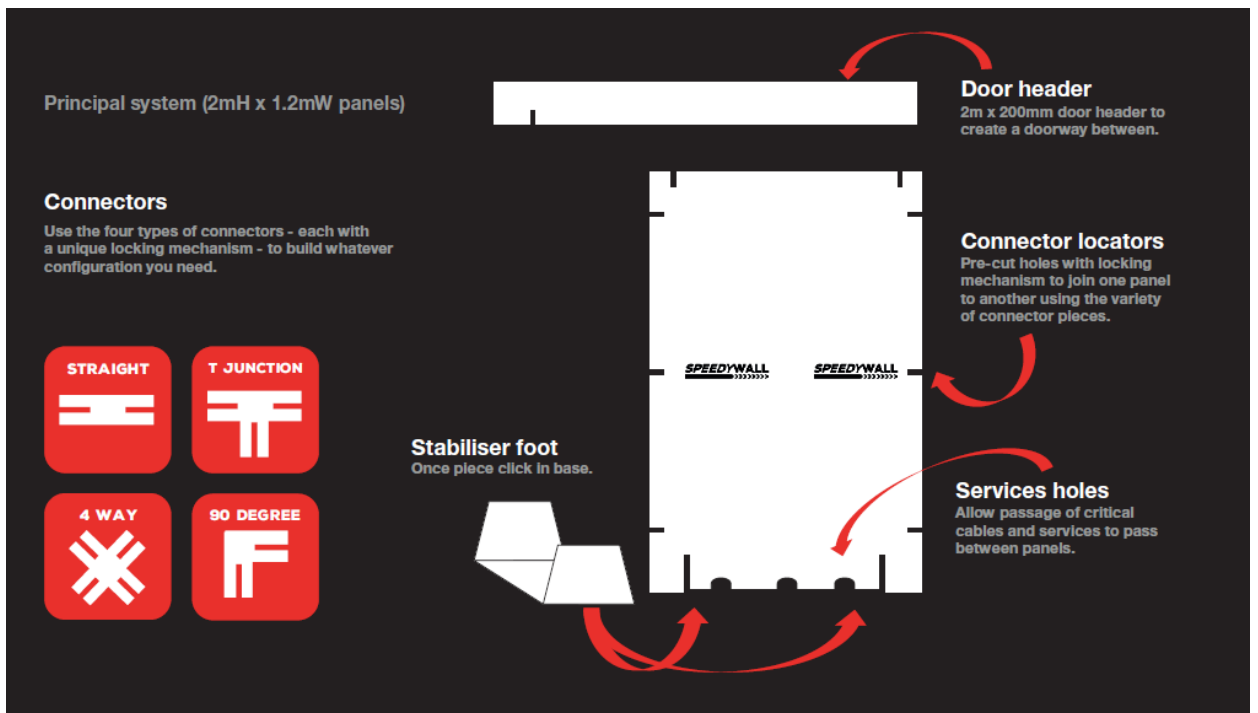 Principal system (2mH x 1.2mW panels)
Door header
2m x 200mm door header to
create a doorway between.
Connectors
Use the four types of connectors - each with
a unique locking mechanism - to build whatever
configuration you need.
Connector locators
Pre-cut holes with locking
mechanism to join one panel
to another using the variety
of connector pieces.
STRAIGHT
T JUNCTION
4 WAY
90 DEGREE
SPEEDYWALL
SPEEDYWALL
Stabiliser foot
Once piece click in base.
Services holes
Allow passage of critical
cables and services to pass
between panels.